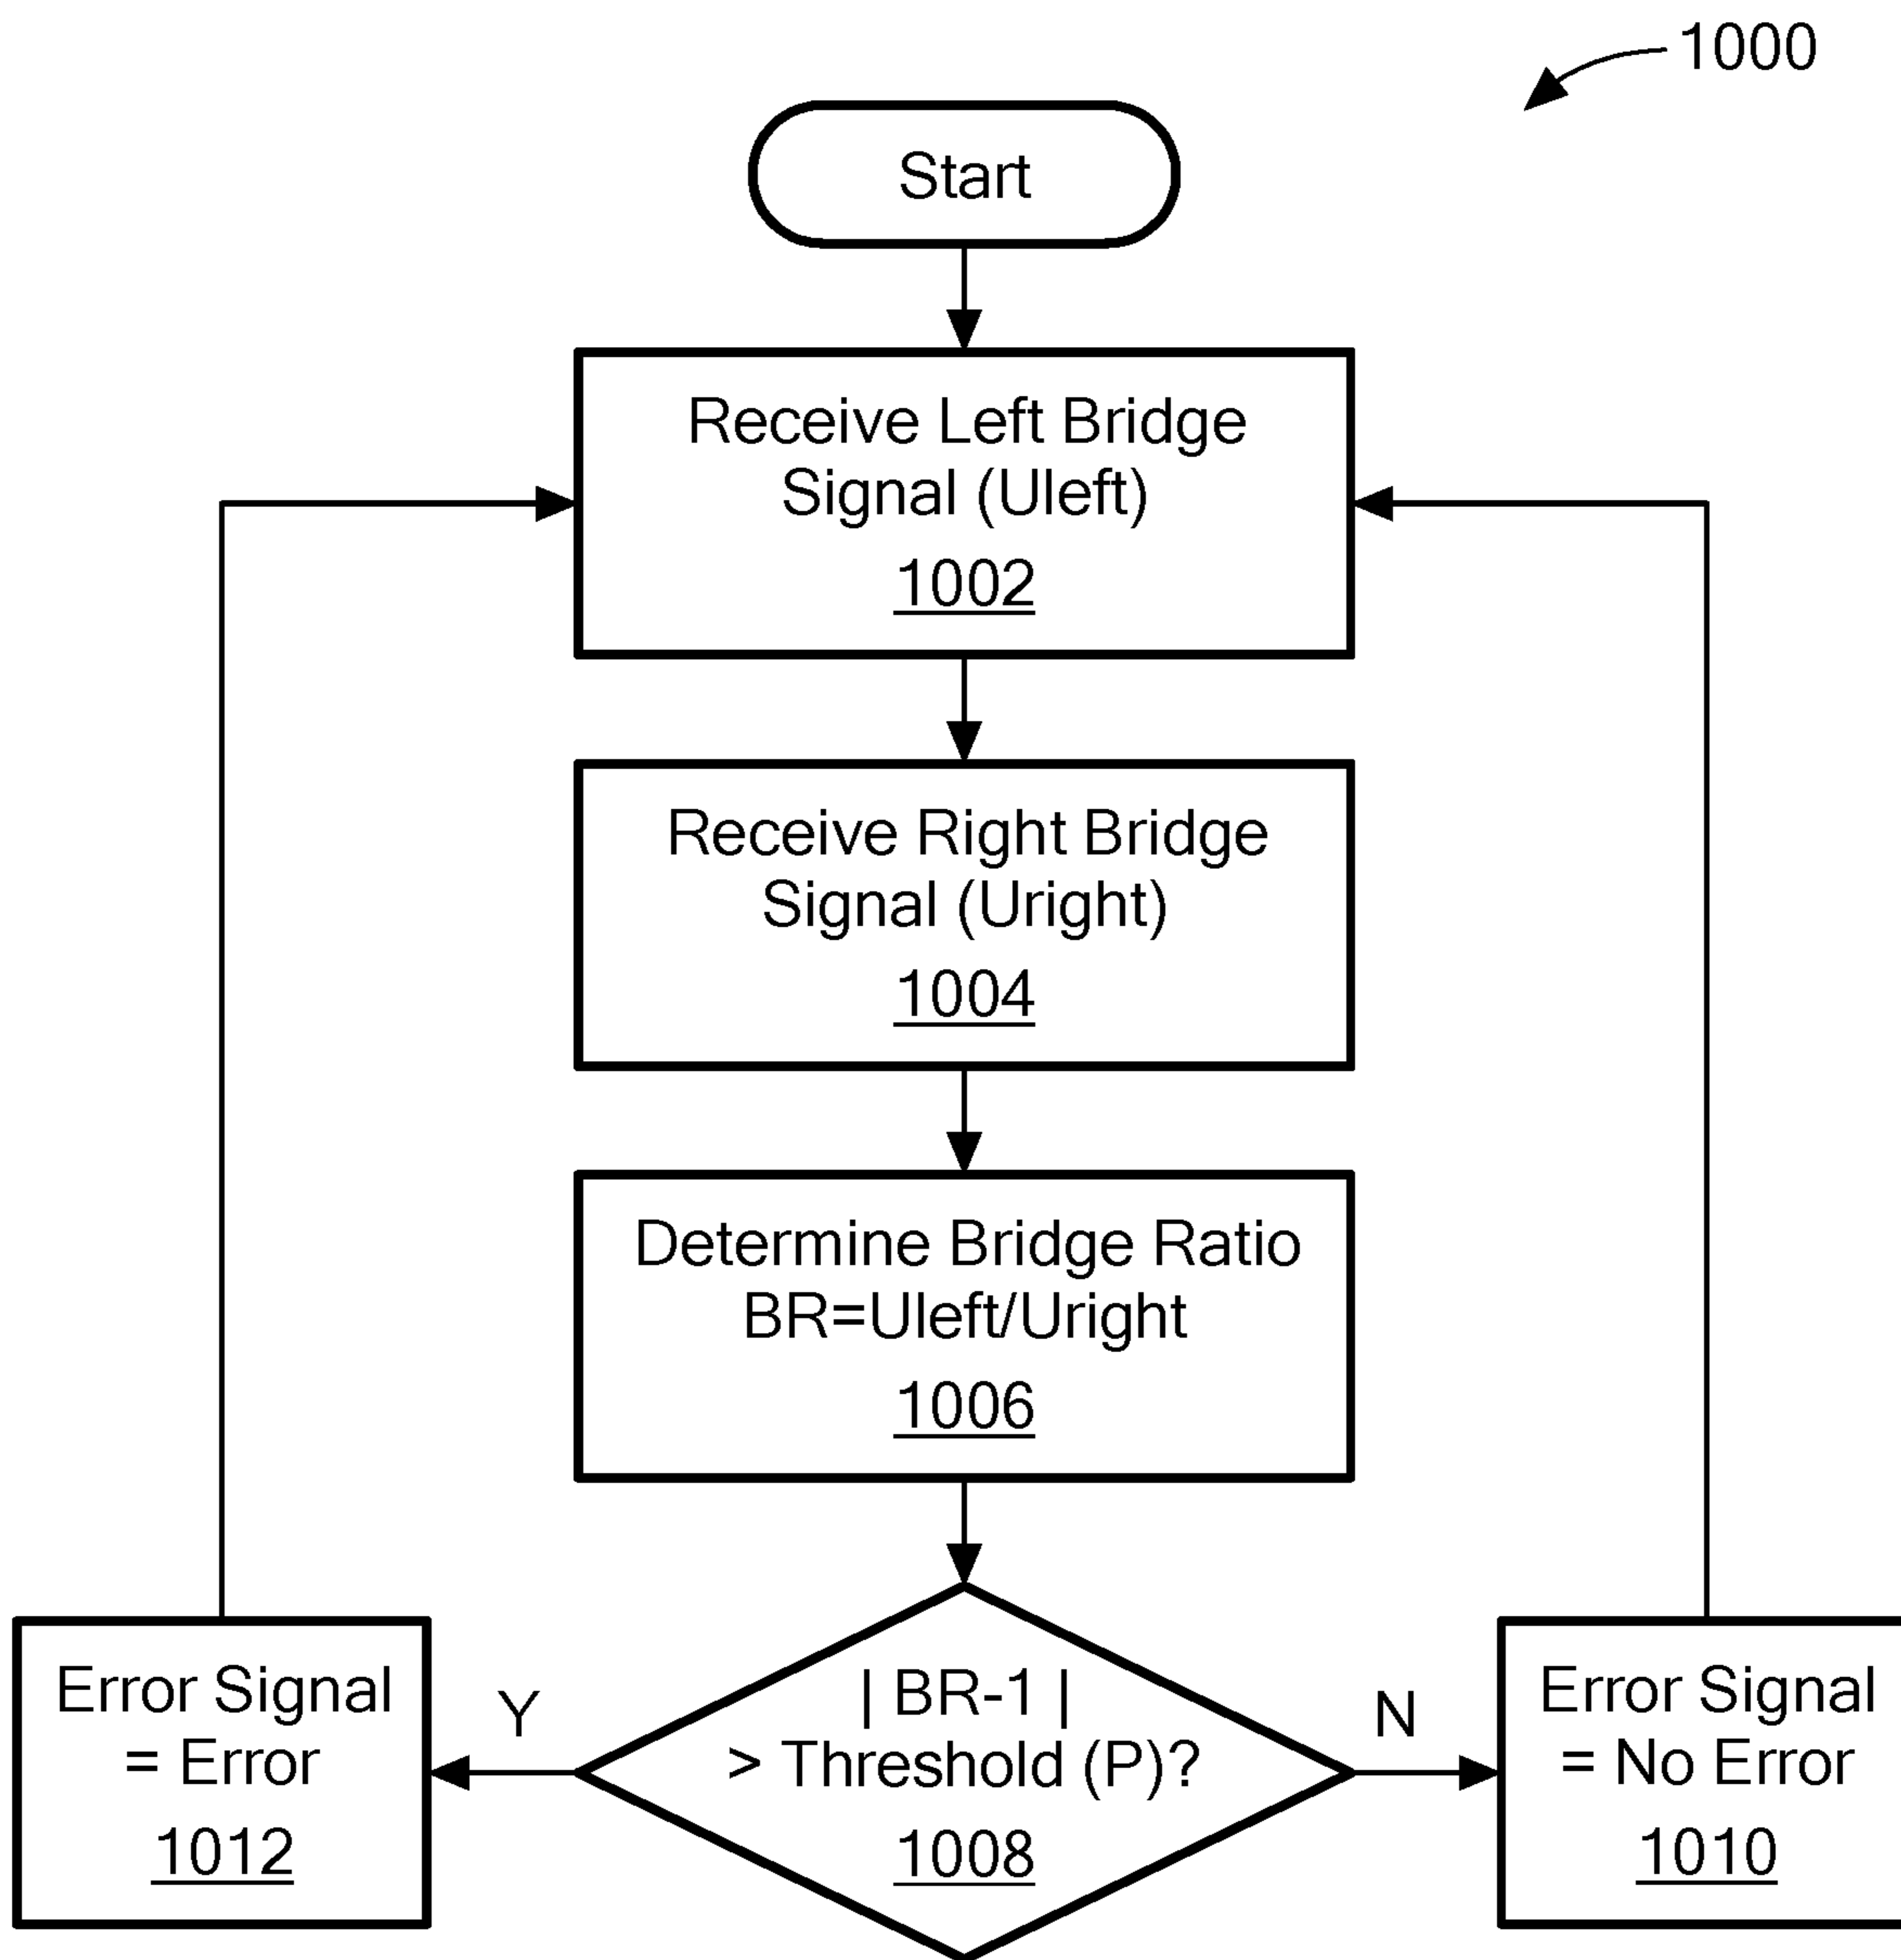 1000
Start
Receive Left Bridge
Signal (Uleft)
1002
Receive Right Bridge
Signal (Uright)
1004
Determine Bridge Ratio
BR=Uleft/Uright
1006
| BR-1 |
> Threshold (P)?
1008
Y
Error Signal
= Error
1012
N
Error Signal
= No Error
1010